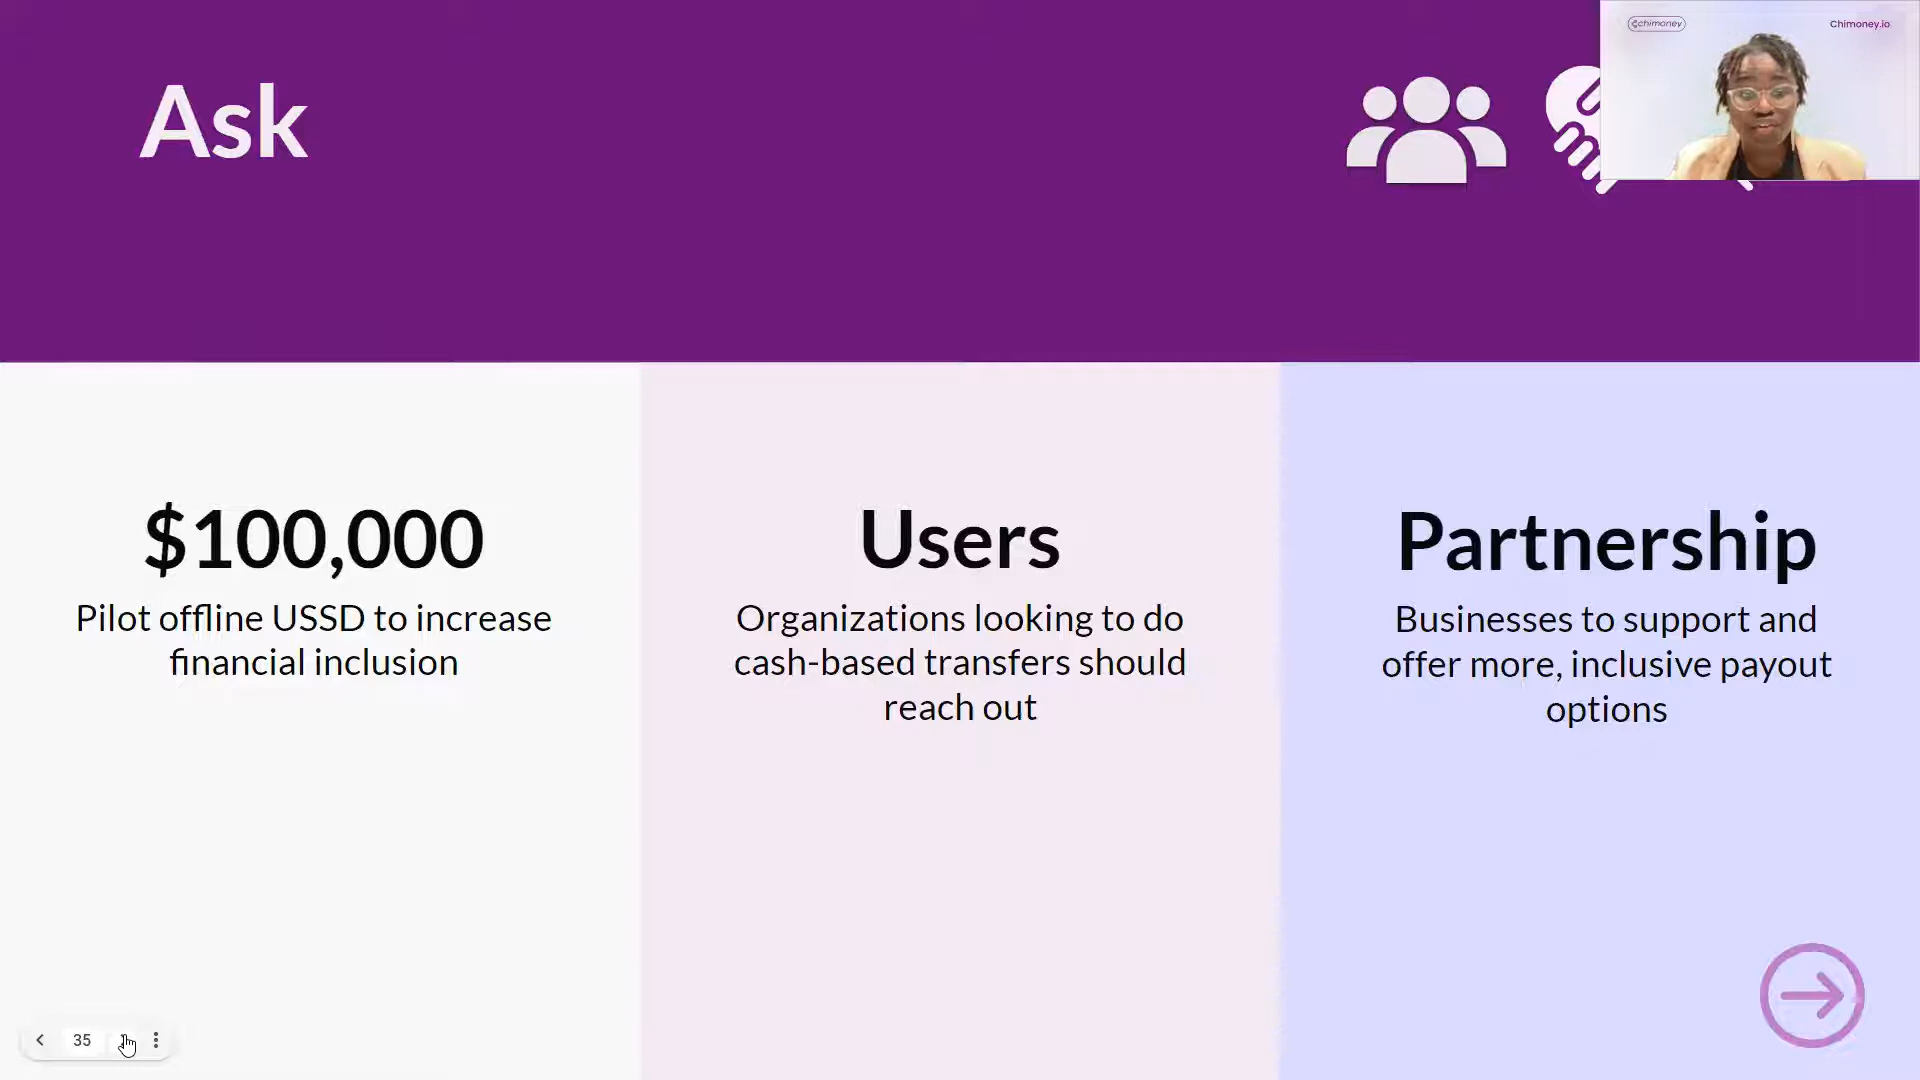 chimoney
Chimoney.io
Ask
$100,000
Pilot offline USSD to increase
financial inclusion
Users
Organizations looking to do
cash-based transfers should
reach out
Partnership
Businesses to support and
offer more, inclusive payout
options
35